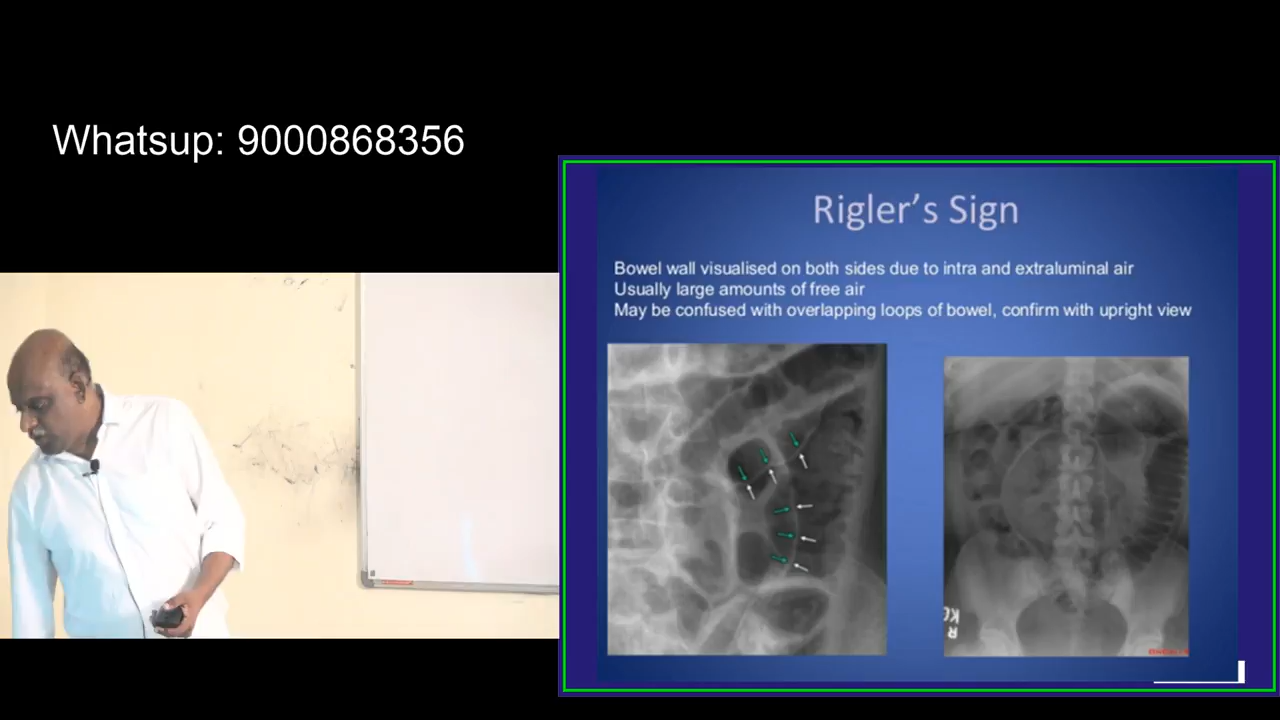 Whatsup: 9000868356
Rigler's Sign
Bowel wall visualised on both sides due to intra and extraluminal air
Usually large amounts of free air
May be confused with overlapping loops of bowel, confirm with upright view
R